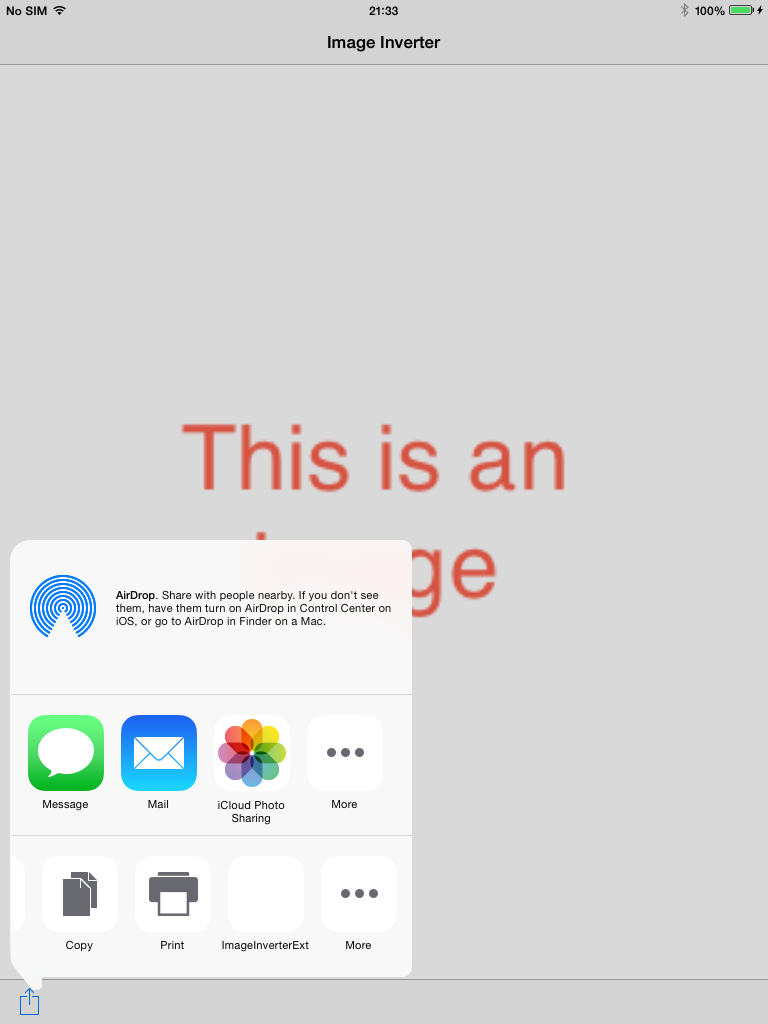 No SIM 21:33 100%
Image Inverter
This is an
AirDrop. Share with people nearby. If you don't see
them, have them turn on AirDrop in Control Center on
iOS, or go to AirDrop in Finder on a Mac.
Message Mail iCloud Photo More
Sharing
Copy Print ImageInverterExt More